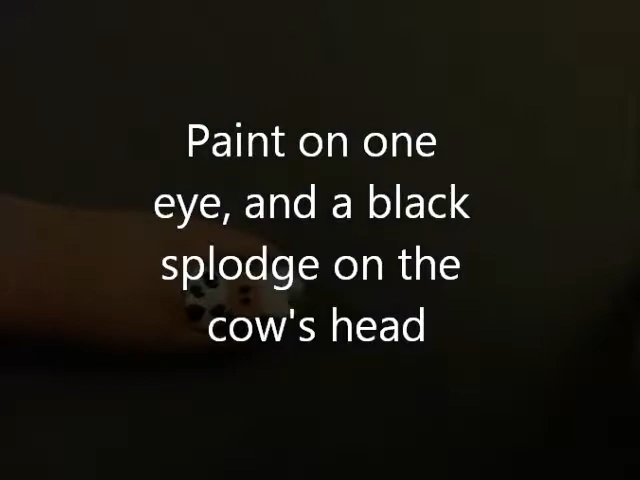 Paint on one
eye, and a black
splodge on the
cow's head